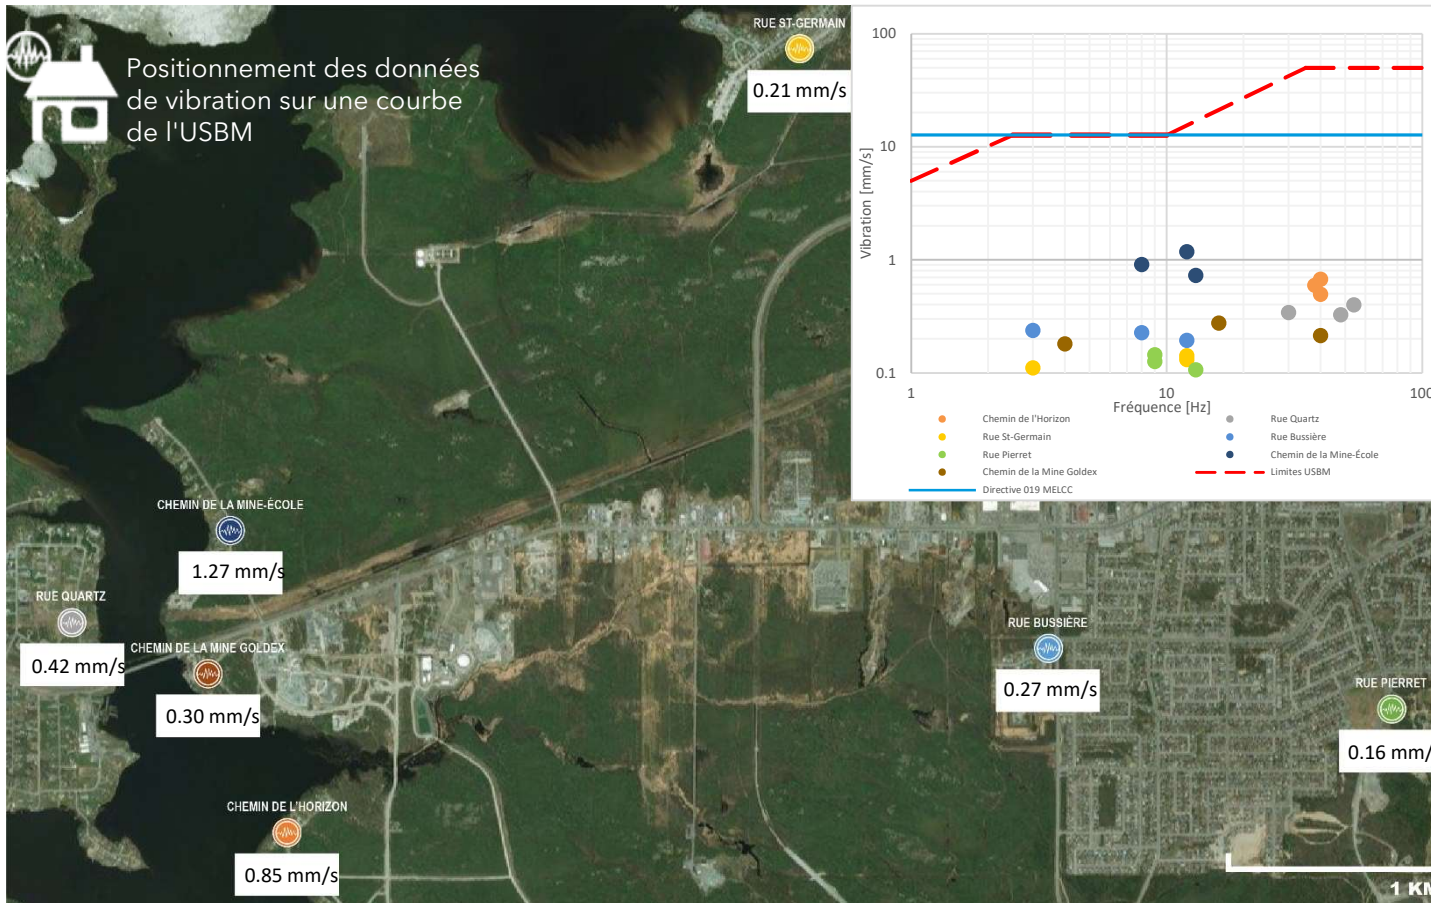 Positionnement des données
de vibration sur une courbe
de l'USBM
RUE ST-GERMAIN
0.21 mm/s
100
10
1
0.1
Vibration [mm/s]
1
10
100
Fréquence [Hz]
Chemin de l'Horizon
Rue Quartz
Rue St-Germain
Rue Bussière
Rue Pierret
Chemin de la Mine-École
Chemin de la Mine Goldex
Limites USBM
Directive 019 MELCC
CHEMIN DE LA MINE-ÉCOLE
1.27 mm/s
RUE QUARTZ
0.42 mm/s
CHEMIN DE LA MINE GOLDEX
0.30 mm/s
RUE BUSSIÈRE
0.27 mm/s
RUE PIERRET
0.16 mm/
CHEMIN DE L'HORIZON
0.85 mm/s
1 KM